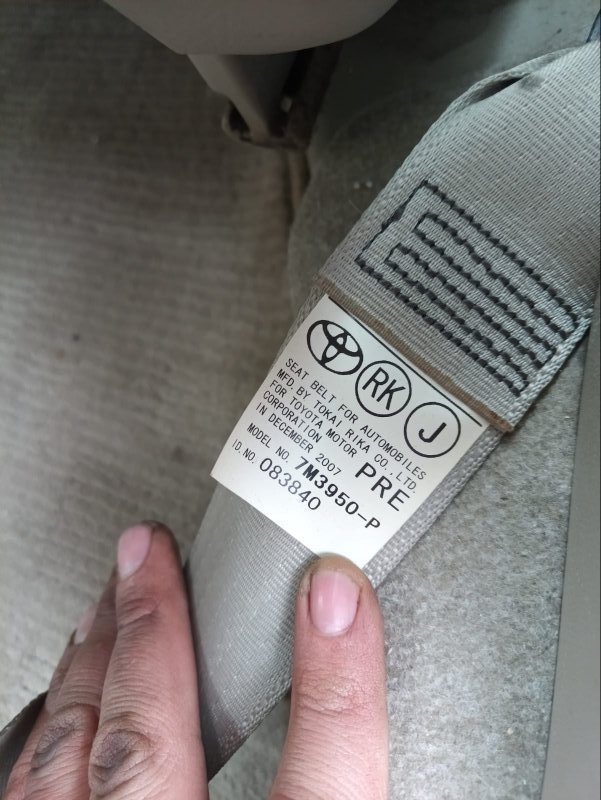 RK J
SEAT BELT FOR AUTOMOBILES
MFD. BY TOKAI RIKA CO., LTD.
FOR TOYOTA MOTOR
CORPORATION
IN DECEMBER 2007 PRE
MODEL NO. 7M3950-P
ID. NO. 083840